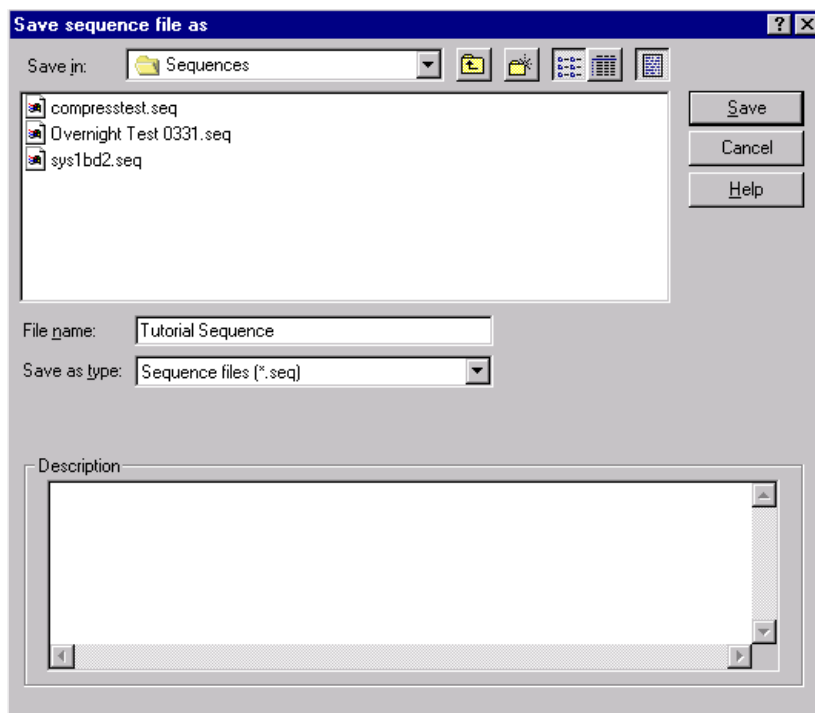 Save sequence file as
Save in: Sequences
compresstest.seq
Overnight Test 0331.seq
sys1bd2.seq
Save
Cancel
Help
File name: Tutorial Sequence
Save as type: Sequence files (*.seq)
Description